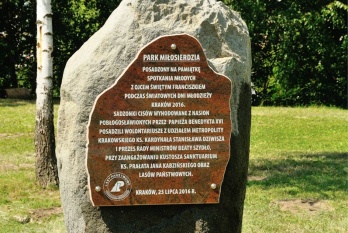 PARK MIŁOSIERDZIA
POSADZONY NA PAMIĄTKĘ
SPOTKANIA MŁODYCH
Z OJCEM ŚWIĘTYM FRANCISZKIEM
PODCZAS ŚWIATOWYCH DNI MŁODZIEŻY
KRAKÓW 2016.
SADZONKI CISÓW WYHODOWANE Z NASION
POBŁOGOSŁAWIONYCH PRZEZ PAPIEŻA BENEDYKTA XVI
POSADZILI WOLONTARIUSZE Z UDZIAŁEM METROPOLITY
KRAKOWSKIEGO KS. KARDYNAŁA STANISŁAWA DZIWISZA
I PREZES RADY MINISTRÓW BEATY SZYDŁO,
PRZY ZAANGAŻOWANIU KUSTOSZA SANKTUARIUM
KS. PRAŁATA JANA KABZIŃSKIEGO ORAZ
LASÓW PAŃSTWOWYCH.
KRAKÓW, 25 LIPCA 2016 R.